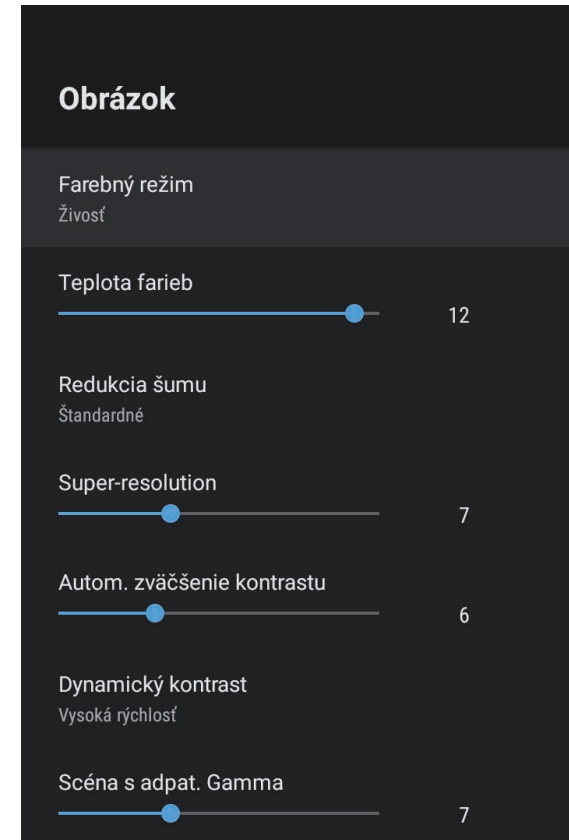 Obrázok
Farebný režim
Živosť
Teplota farieb
12
Redukcia šumu
Štandardné
Super-resolution
7
Autom. zväčšenie kontrastu
6
Dynamický kontrast
Vysoká rýchlosť
Scéna s adpat. Gamma
7